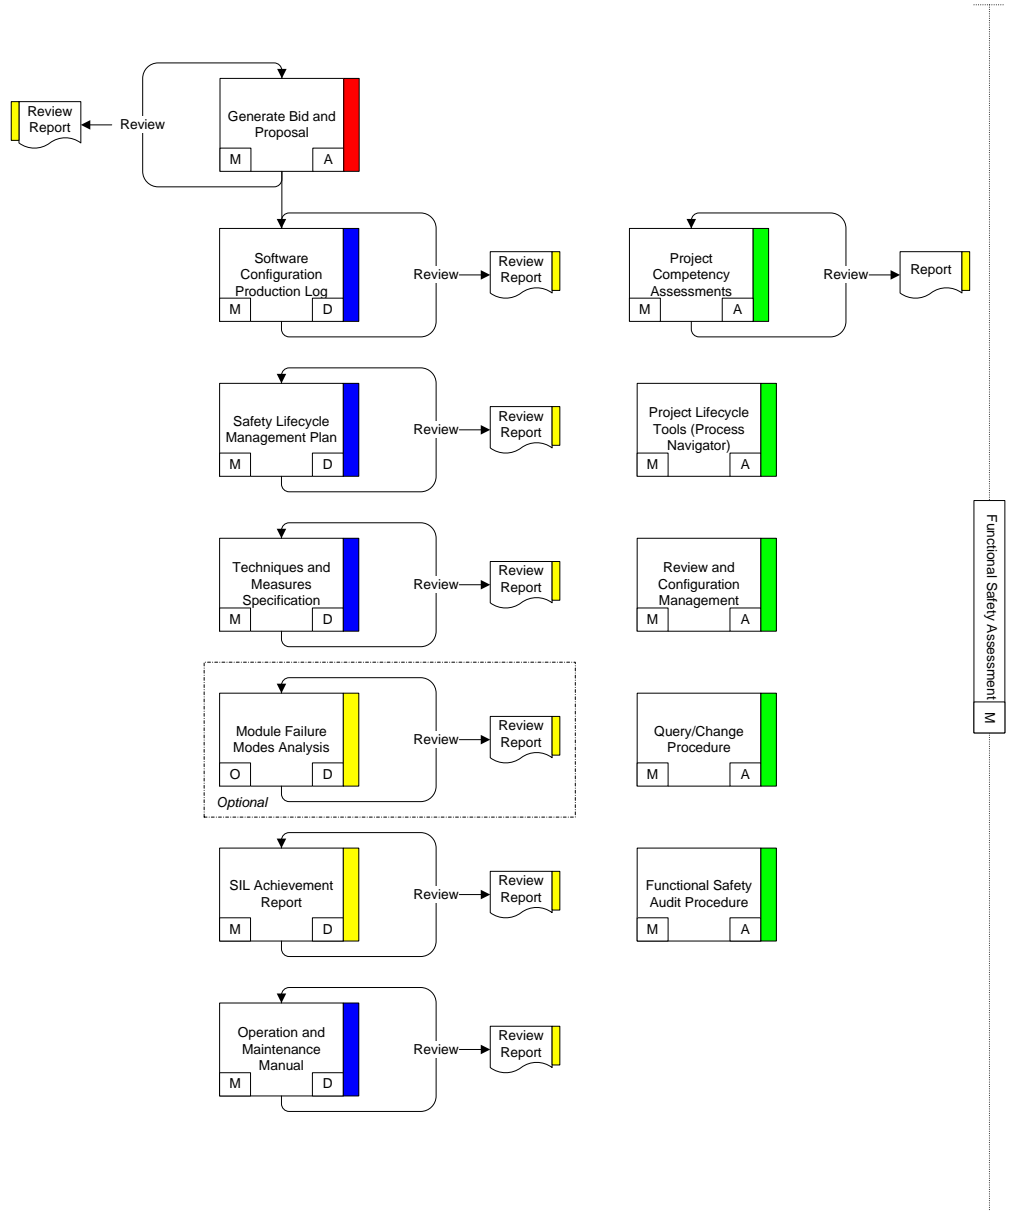 Generate Bid and
Proposal
M
A
Review
Review
Report
Software
Configuration
Production Log
M
D
Review
Review
Report
Project
Competency
Assessments
M
A
Review
Report
Safety Lifecycle
Management Plan
M
D
Review
Review
Report
Project Lifecycle
Tools (Process
Navigator)
M
A
Techniques and
Measures
Specification
M
D
Review
Review
Report
Review and
Configuration
Management
M
A
Module Failure
Modes Analysis
O
D
Optional
Review
Review
Report
Query/Change
Procedure
M
A
SIL Achievement
Report
M
D
Review
Review
Report
Functional Safety
Audit Procedure
M
A
Operation and
Maintenance
Manual
M
D
Review
Review
Report
Functional Safety Assessment
M